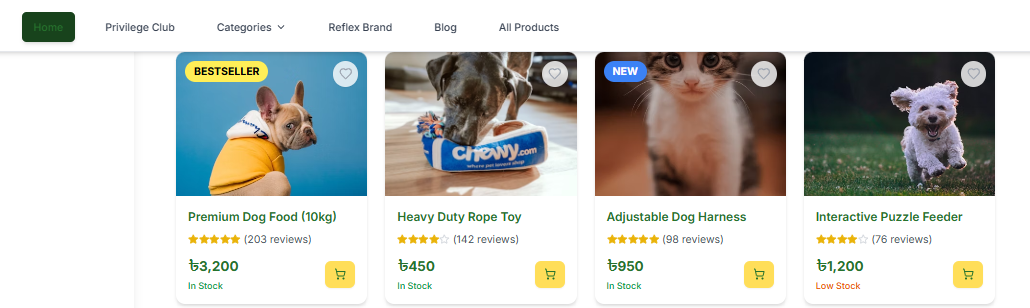 Home Privilege Club Categories Reflex Brand Blog All Products
BESTSELLER
NEW
chewy.com
Premium Dog Food (10kg) Heavy Duty Rope Toy Adjustable Dog Harness Interactive Puzzle Feeder
(203 reviews) (142 reviews) (98 reviews) (76 reviews)
৳3,200 ৳450 ৳950 ৳1,200
In Stock In Stock In Stock Low Stock